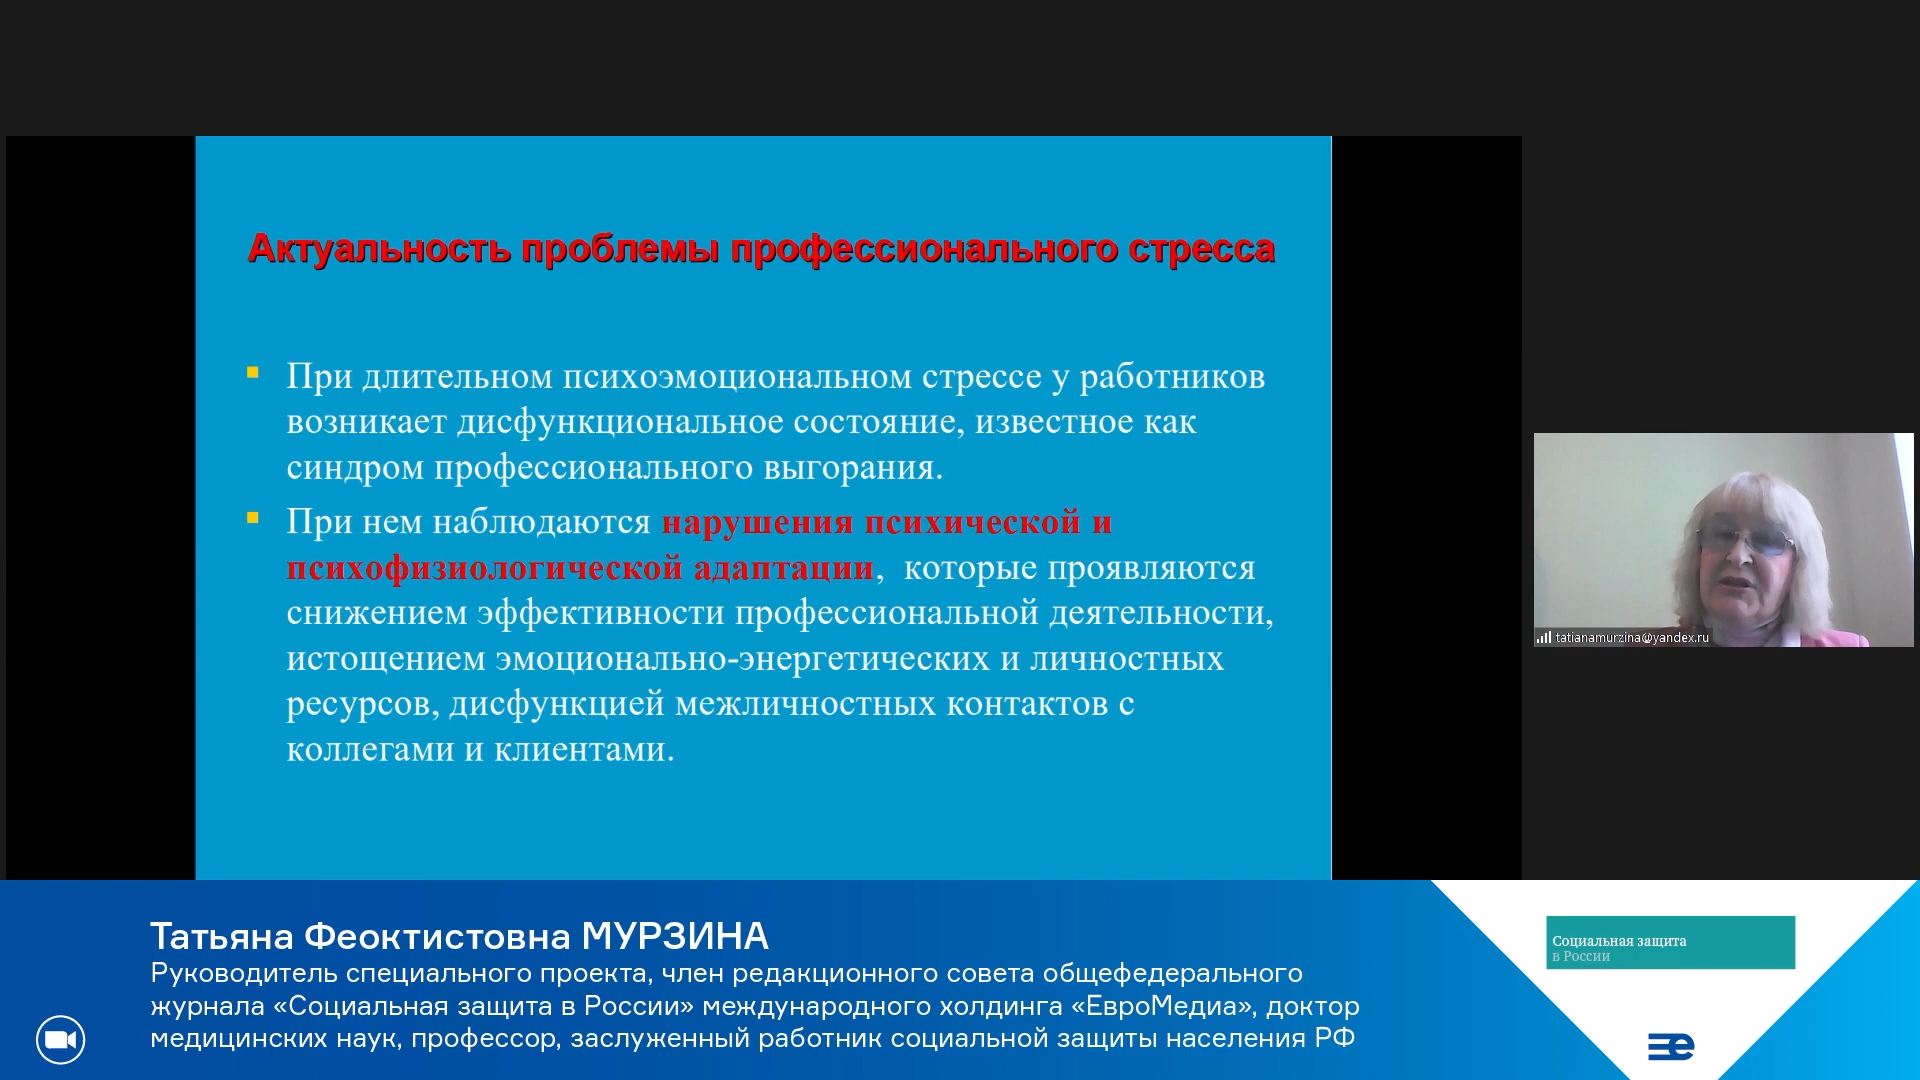 Актуальность проблемы профессионального стресса
При длительном психоэмоциональном стрессе у работников
возникает дисфункциональное состояние, известное как
синдром профессионального выгорания.
При нем наблюдаются нарушения психической и
психофизиологической адаптации, которые проявляются
снижением эффективности профессиональной деятельности,
истощением эмоционально-энергетических и личностных
ресурсов, дисфункцией межличностных контактов с
коллегами и клиентами.
tatianamurzina@yandex.ru
Татьяна Феоктистовна МУРЗИНА
Руководитель специального проекта, член редакционного совета общефедерального
журнала «Социальная защита в России» международного холдинга «ЕвроМедиа», доктор
медицинских наук, профессор, заслуженный работник социальной защиты населения РФ
Социальная защита
в России